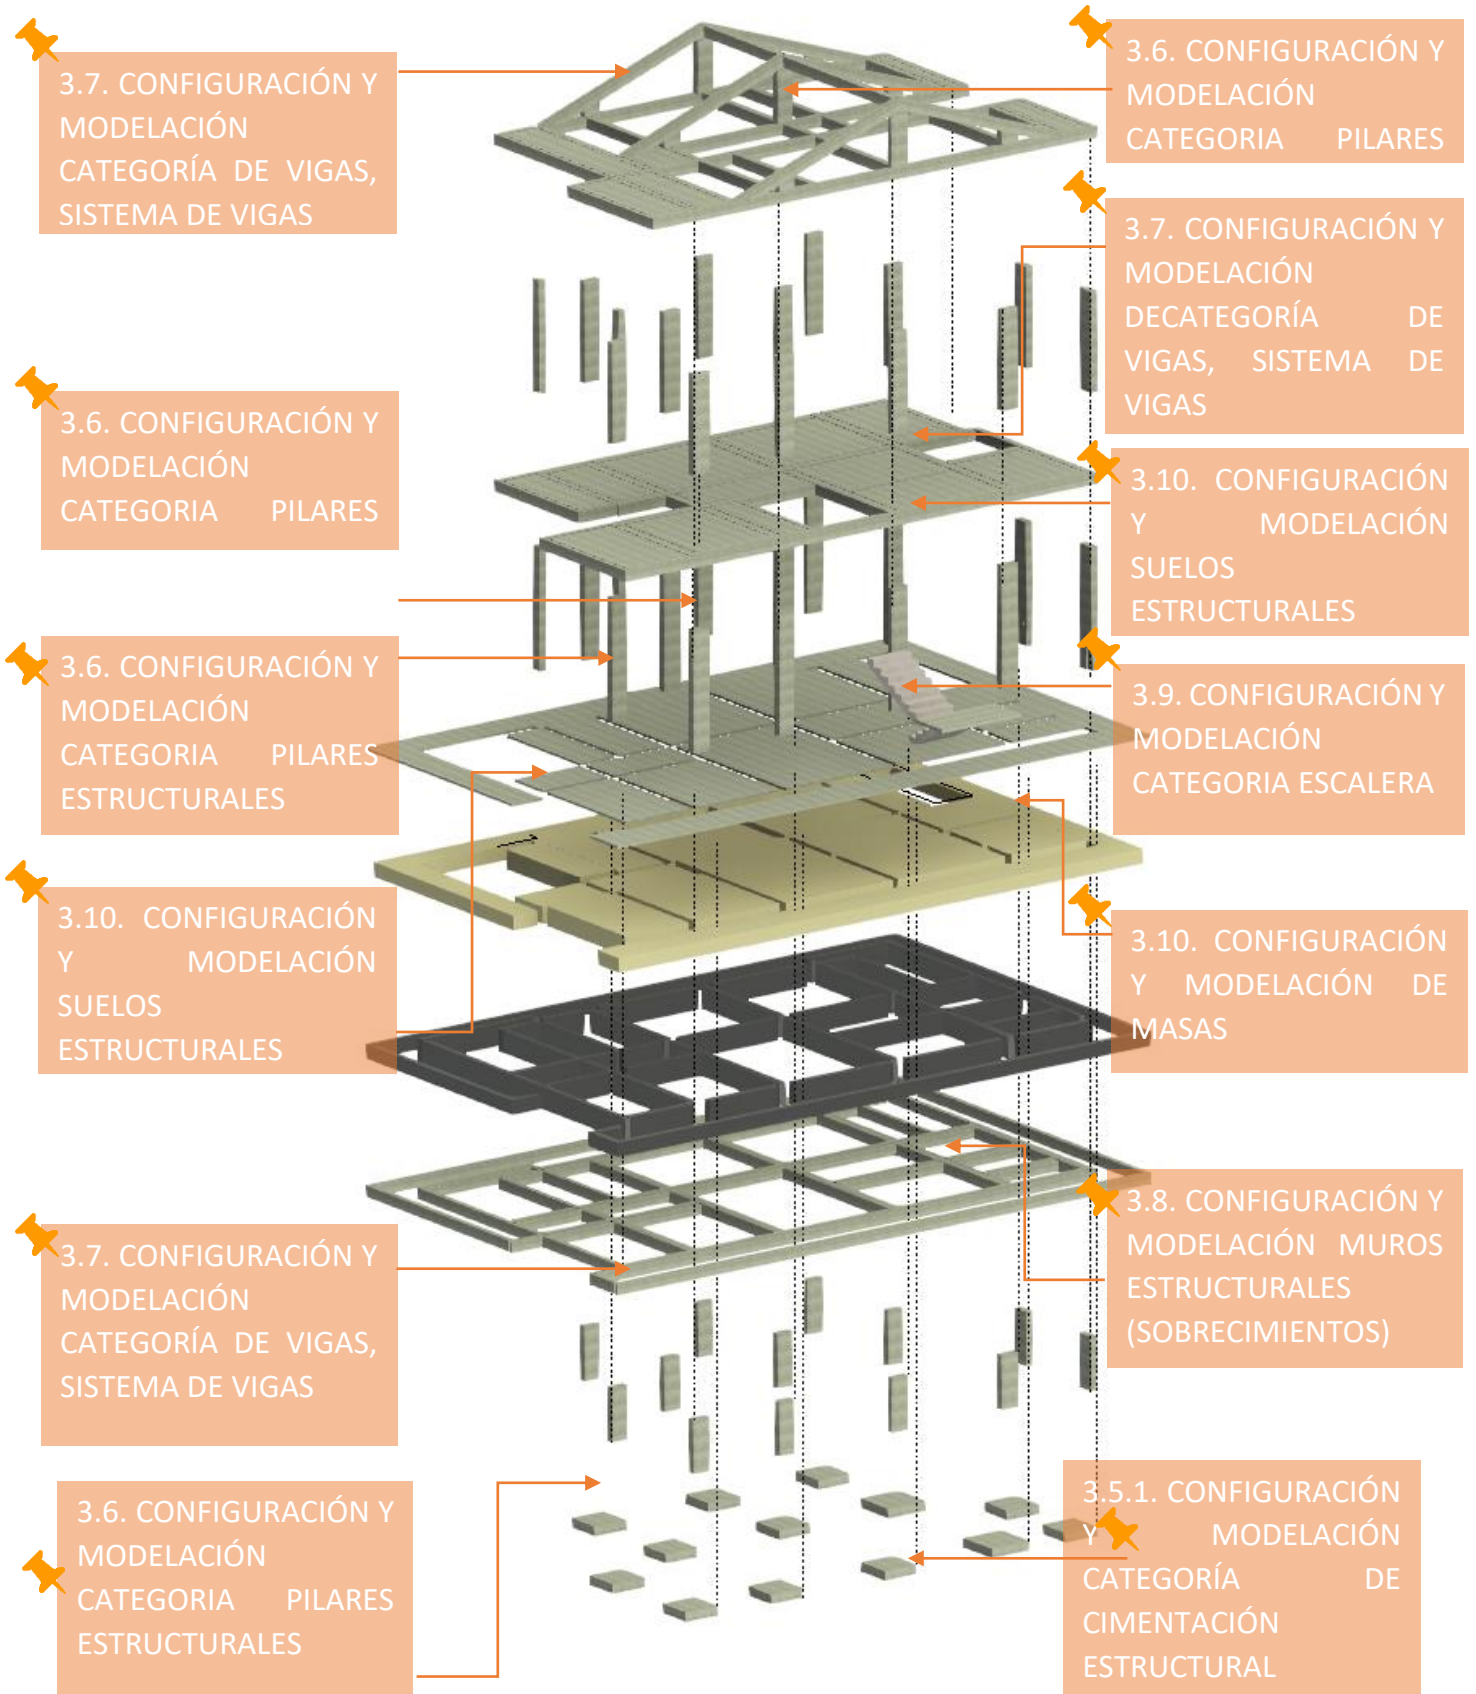 3.7. CONFIGURACIÓN Y
MODELACIÓN
CATEGORÍA DE VIGAS,
SISTEMA DE VIGAS
3.6. CONFIGURACIÓN Y
MODELACIÓN
CATEGORIA PILARES
3.7. CONFIGURACIÓN Y
MODELACIÓN
DECATEGORÍA DE
VIGAS, SISTEMA DE
VIGAS
3.6. CONFIGURACIÓN Y
MODELACIÓN
CATEGORIA PILARES
3.10. CONFIGURACIÓN
Y MODELACIÓN
SUELOS
ESTRUCTURALES
3.6. CONFIGURACIÓN Y
MODELACIÓN
CATEGORIA PILARES
ESTRUCTURALES
3.9. CONFIGURACIÓN Y
MODELACIÓN
CATEGORIA ESCALERA
3.10. CONFIGURACIÓN
Y MODELACIÓN
SUELOS
ESTRUCTURALES
3.10. CONFIGURACIÓN
Y MODELACIÓN DE
MASAS
3.7. CONFIGURACIÓN Y
MODELACIÓN
CATEGORÍA DE VIGAS,
SISTEMA DE VIGAS
3.8. CONFIGURACIÓN Y
MODELACIÓN MUROS
ESTRUCTURALES
(SOBRECIMIENTOS)
3.6. CONFIGURACIÓN Y
MODELACIÓN
CATEGORIA PILARES
ESTRUCTURALES
3.5.1. CONFIGURACIÓN
Y MODELACIÓN
CATEGORÍA DE
CIMENTACIÓN
ESTRUCTURAL